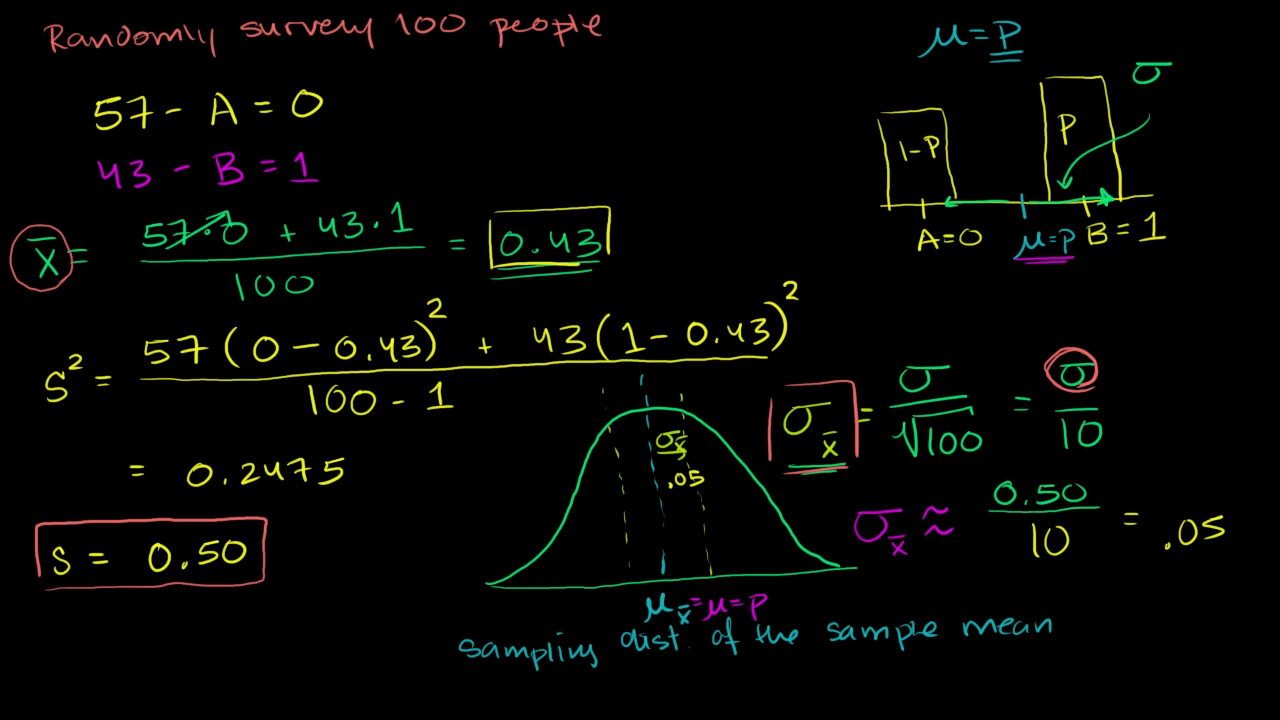 Randomly survey 100 people
57 - A = 0
43 - B = 1
x̄ = (57·0 + 43·1) / 100 = 0.43
S² = (57(0 - 0.43)² + 43(1 - 0.43)²) / (100 - 1)
= 0.2475
S = 0.50
μ = P
σ
1-P
P
A=0
μ=p
B=1
σx̄ = σ/√100 = σ/10
σx̄ ≈ 0.50/10 = .05
σx̄
.05
μx̄ = μ = P
sampling dist. of the sample mean